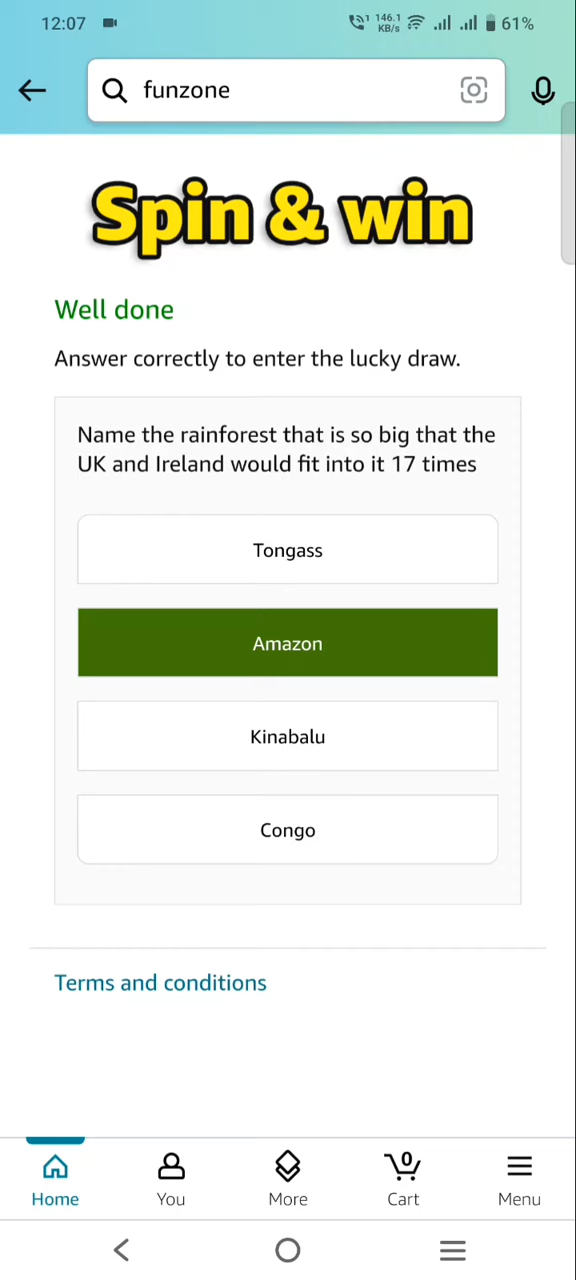 12:07 1 146.1 KB/s 61%
funzone
Spin & win
Well done
Answer correctly to enter the lucky draw.
Name the rainforest that is so big that the
UK and Ireland would fit into it 17 times
Tongass
Amazon
Kinabalu
Congo
Terms and conditions
0
Home You More Cart Menu